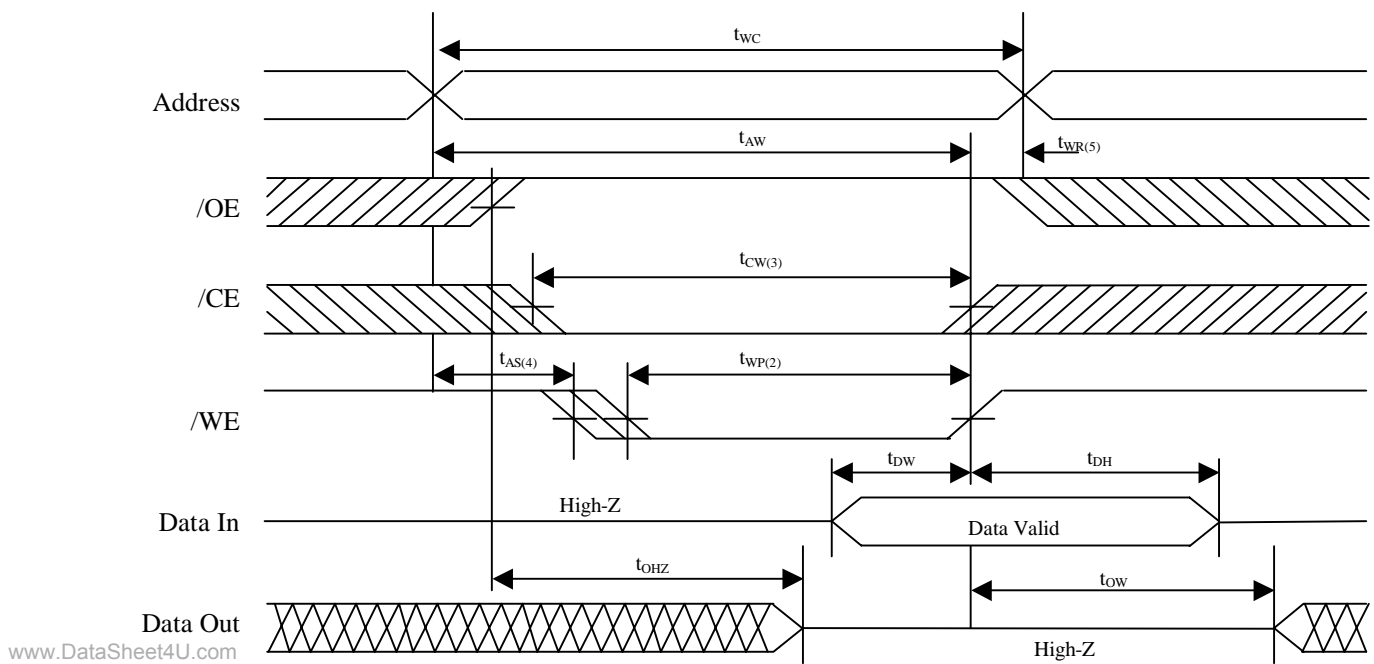 tWC
Address
tAW
tWR(5)
/OE
tCW(3)
/CE
tAS(4)
tWP(2)
/WE
tDW
tDH
High-Z
Data In
Data Valid
tOHZ
tOW
Data Out
High-Z
www.DataSheet4U.com